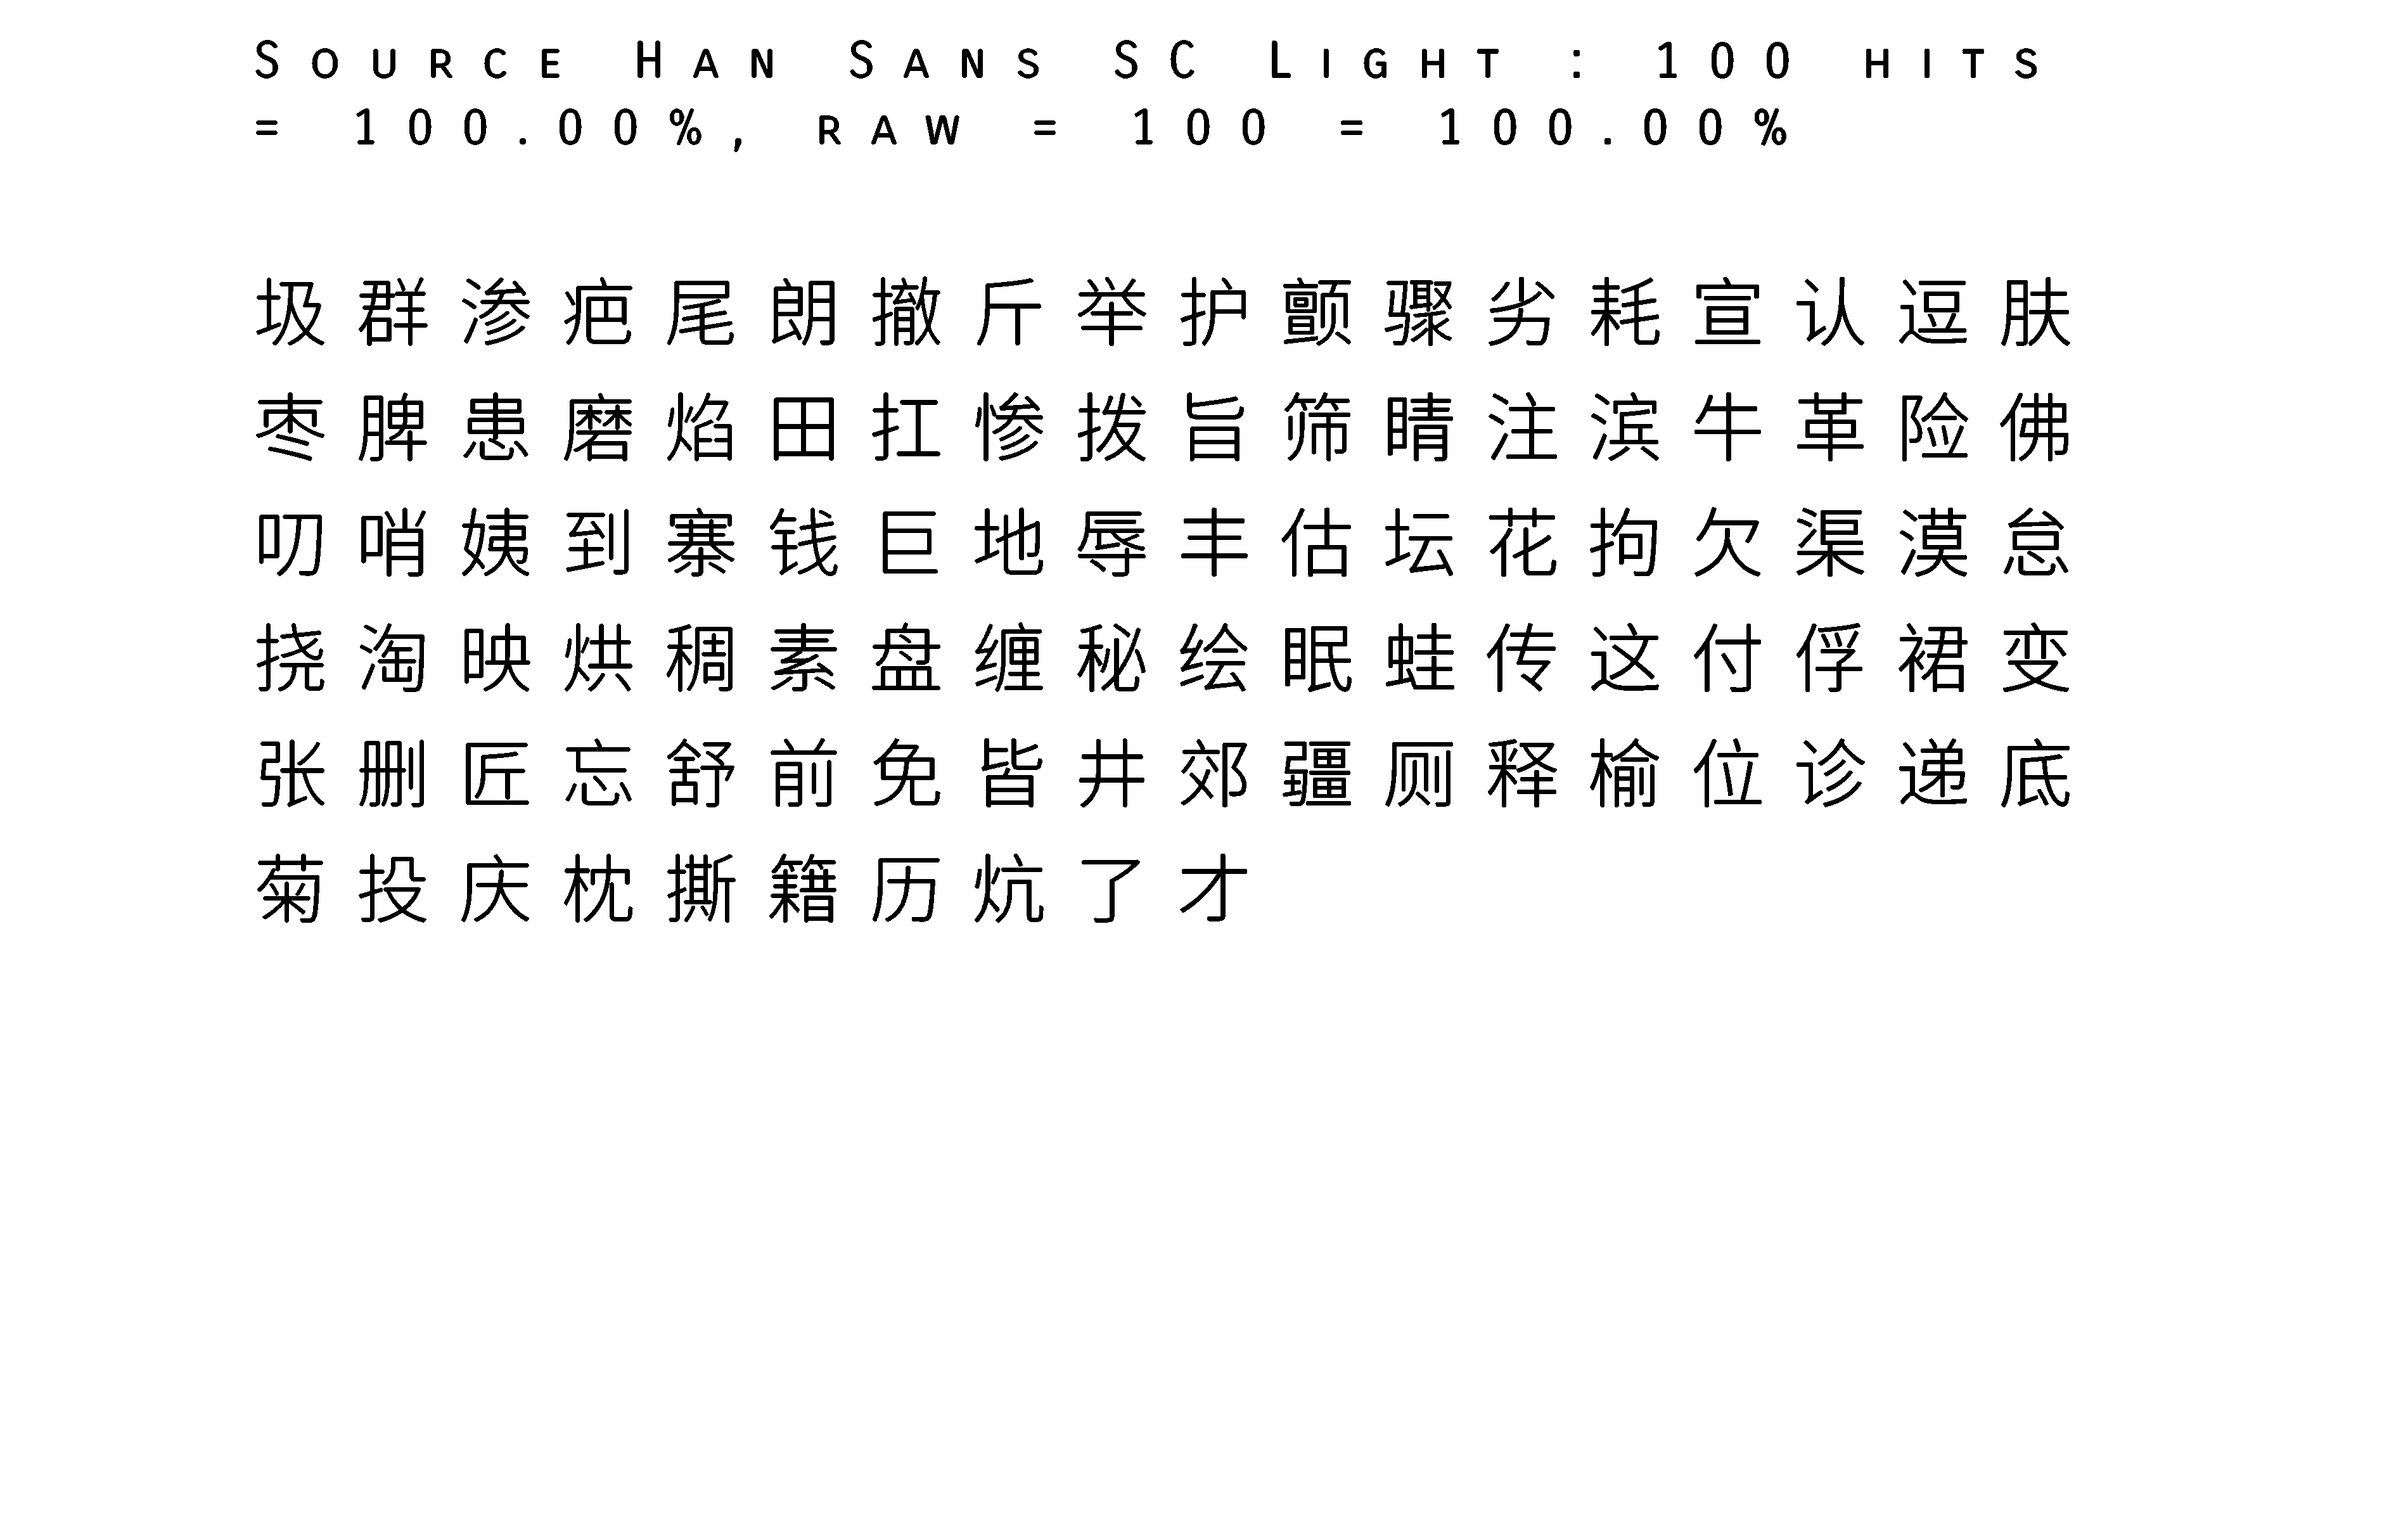 Source Han Sans SC Light : 100 hits
= 100.00%, raw = 100 = 100.00%
圾群渗疤尾朗撤斤举护颤骤劣耗宣认逗肤
枣脾患磨焰田扛惨拨旨筛睛注滨牛革险佛
叨哨姨到寨钱巨地辱丰估坛花拘欠渠漠怠
挠淘映烘稠素盘缠秘绘眠蛙传这付俘裙变
张删匠忘舒前免皆井郊疆厕释榆位诊递底
菊投庆枕撕籍历炕了才